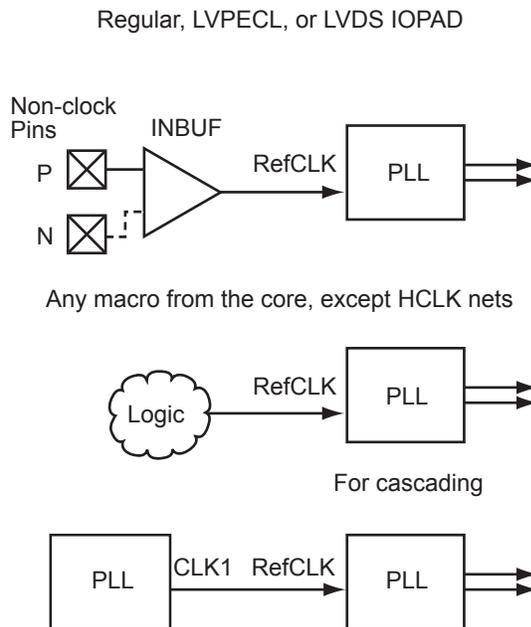 Regular, LVPECL, or LVDS IOPAD
Non-clock
Pins
INBUF
P
N
RefCLK
PLL
Any macro from the core, except HCLK nets
Logic
RefCLK
PLL
For cascading
PLL
CLK1
RefCLK
PLL